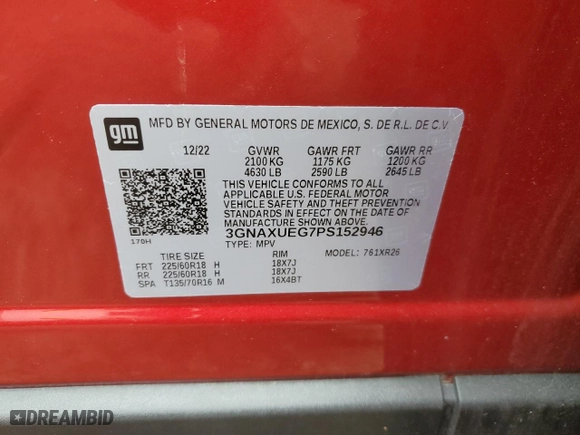 gm
MFD BY GENERAL MOTORS DE MEXICO, S. DE R.L. DE C.V.
12/22 GVWR GAWR FRT GAWR RR
2100 KG 1175 KG 1200 KG
4630 LB 2590 LB 2645 LB
THIS VEHICLE CONFORMS TO ALL
APPLICABLE U.S. FEDERAL MOTOR
VEHICLE SAFETY AND THEFT PREVENTION
STANDARDS IN EFFECT ON THE DATE OF
MANUFACTURE SHOWN ABOVE.
3GNAXUEG7PS152946
170H
TYPE: MPV
MODEL: 761XR26
TIRE SIZE RIM
FRT 225/60R18 H 18X7J
RR 225/60R18 H 18X7J
SPA T135/70R16 M 16X4BT
DREAMBID